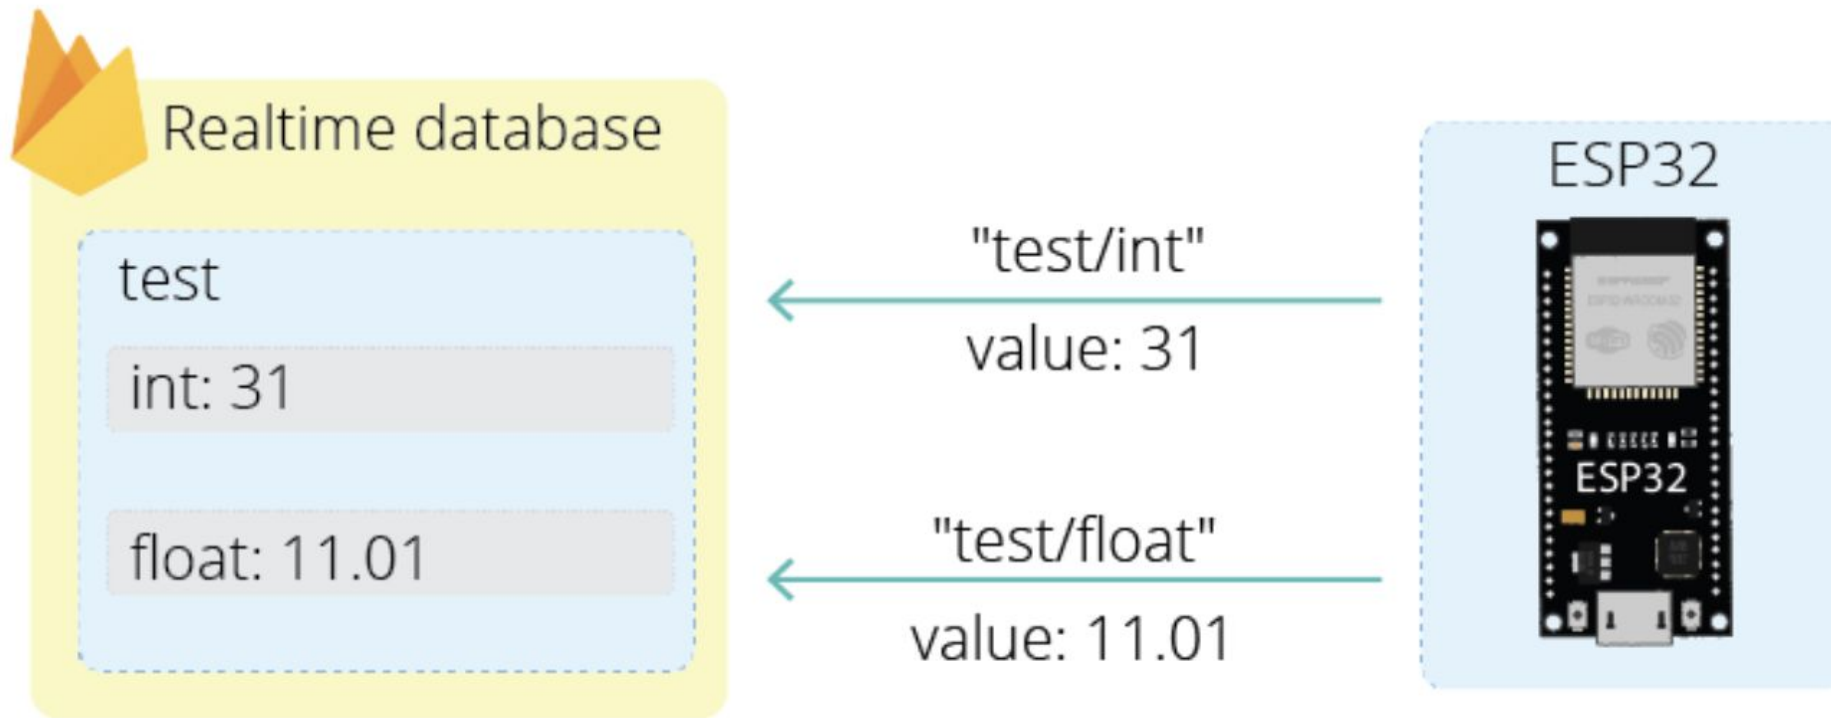 Realtime database
test
int: 31
float: 11.01
"test/int"
value: 31
"test/float"
value: 11.01
ESP32
ESP32